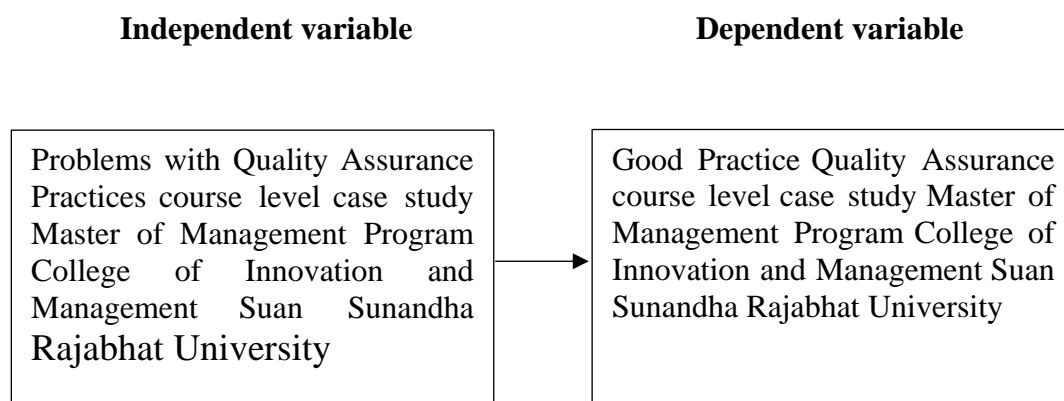 Independent variable
Dependent variable
Problems with Quality Assurance
Practices course level case study
Master of Management Program
College of Innovation and
Management Suan Sunandha
Rajabhat University
Good Practice Quality Assurance
course level case study Master of
Management Program College of
Innovation and Management Suan
Sunandha Rajabhat University